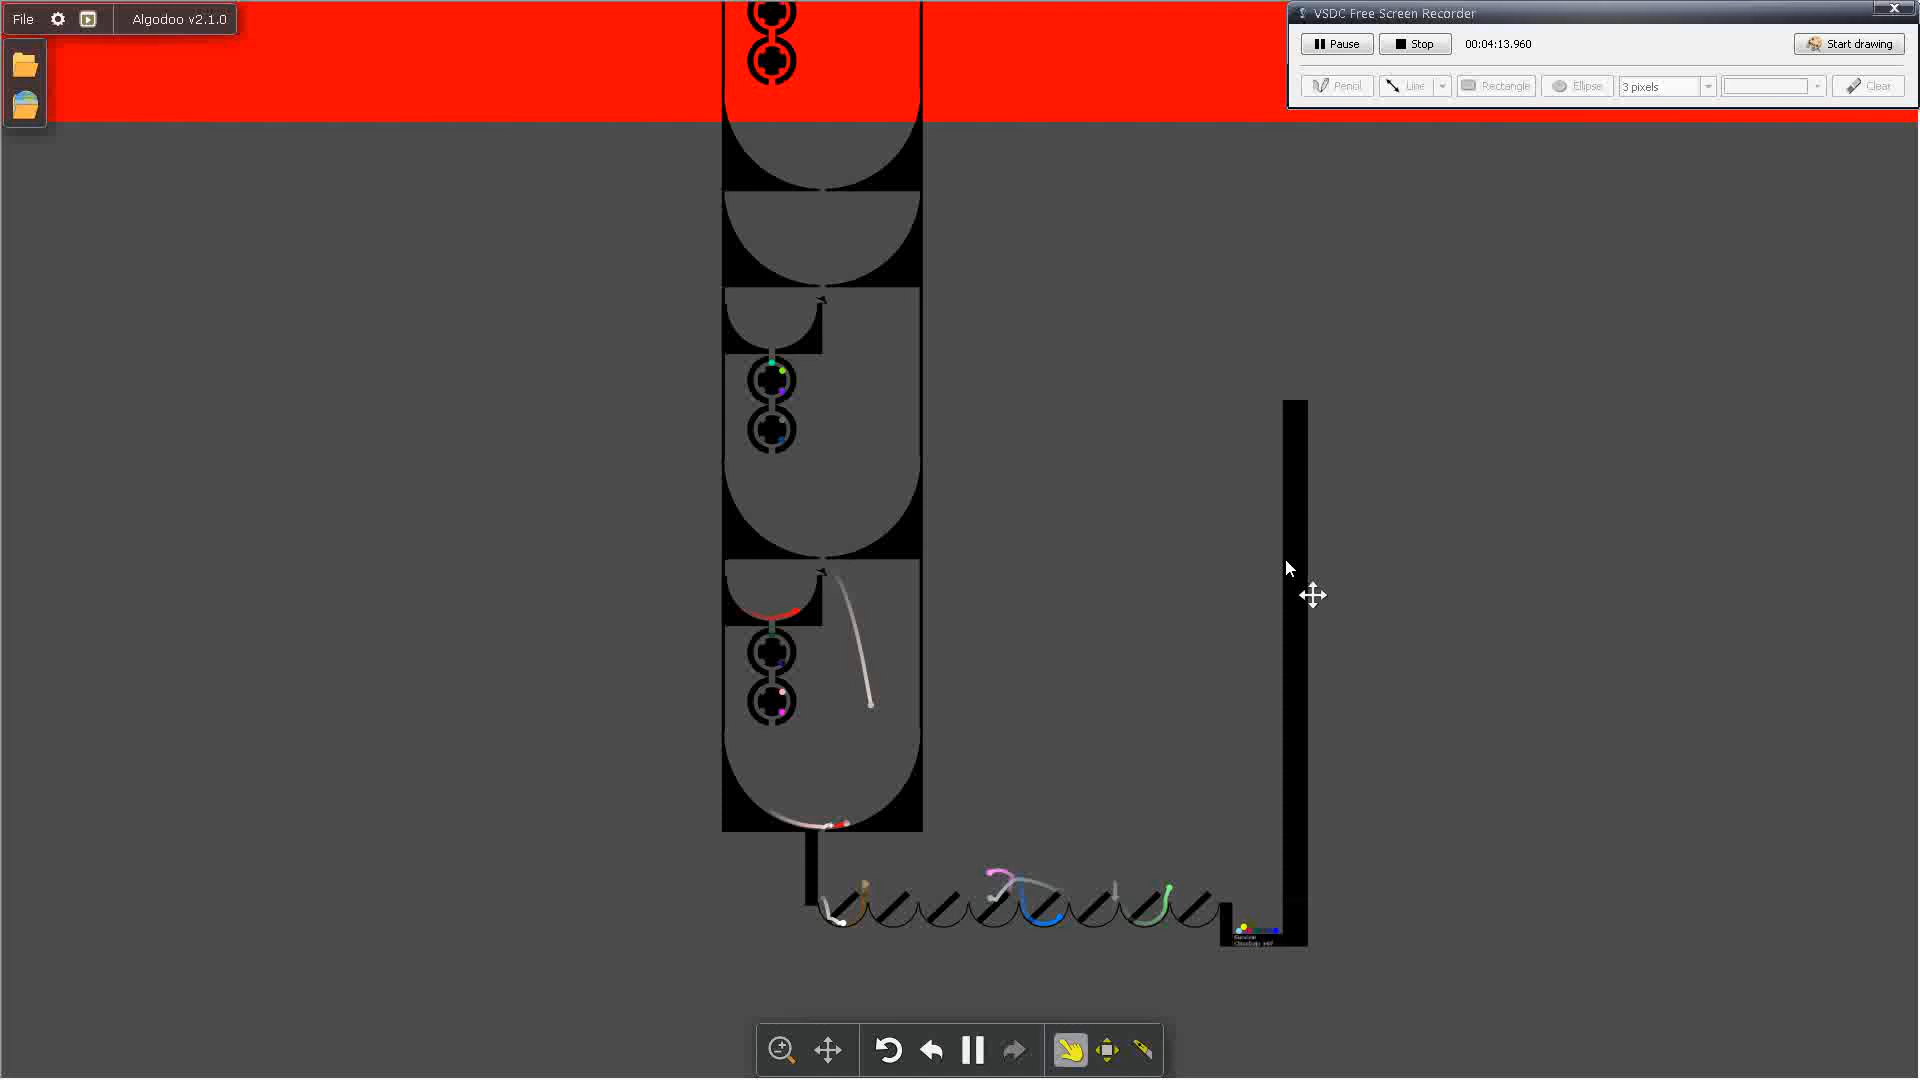 File
Algodoo v2.1.0
VSDC Free Screen Recorder
Pause
Stop
00:04:13.960
Start drawing
Pencil
Line
Rectangle
Ellipse
3 pixels
Clear